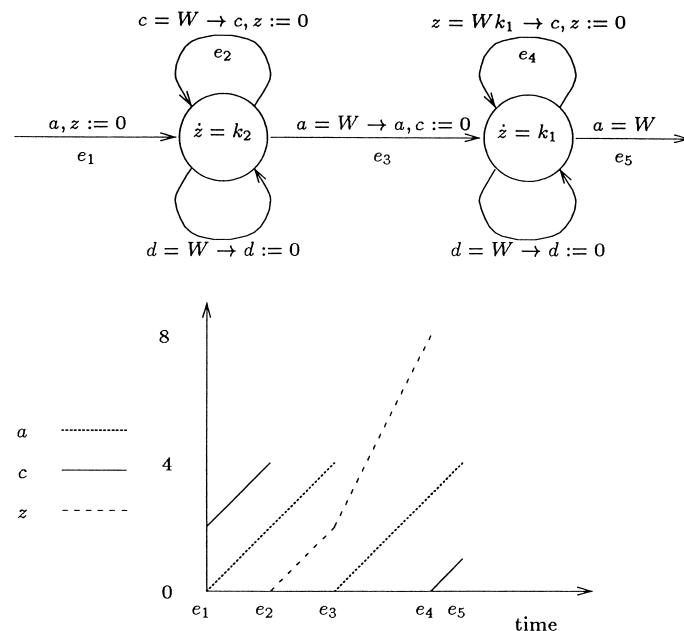 c = W → c, z := 0
z = Wk₁ → c, z := 0
e₂
e₄
a, z := 0
ż = k₂
a = W → a, c := 0
ż = k₁
a = W
e₁
e₃
e₅
d = W → d := 0
d = W → d := 0
8
a
c
4
z
0
e₁ e₂ e₃ e₄ e₅
time